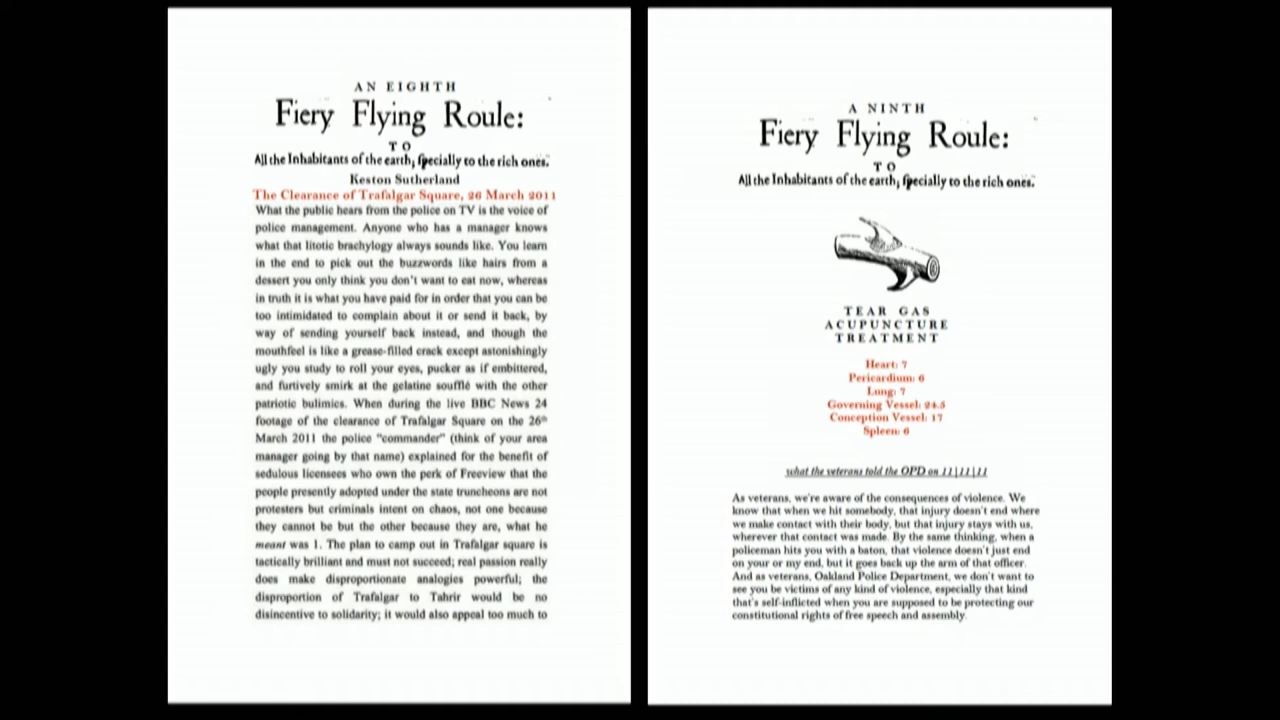 AN EIGHTH
Fiery Flying Roule:
TO
All the Inhabitants of the earth, specially to the rich ones.
Keston Sutherland
The Clearance of Trafalgar Square, 26 March 2011
What the public hears from the police on TV is the voice of
police management. Anyone who has a manager knows
what that litotic brachylogy always sounds like. You learn
in the end to pick out the buzzwords like hairs from a
dessert you only think you don't want to eat now, whereas
in truth it is what you have paid for in order that you can be
too intimidated to complain about it or send it back, by
way of sending yourself back instead, and though the
mouthfeel is like a grease-filled crack except astonishingly
ugly you study to roll your eyes, pucker as if embittered,
and furtively smirk at the gelatine soufflé with the other
patriotic bulimics. When during the live BBC News 24
footage of the clearance of Trafalgar Square on the 26th
March 2011 the police "commander" (think of your area
manager going by that name) explained for the benefit of
sedulous licensees who own the perk of Freeview that the
people presently adopted under the state truncheons are not
protesters but criminals intent on chaos, not one because
they cannot be but the other because they are, what he
meant was 1. The plan to camp out in Trafalgar square is
tactically brilliant and must not succeed; real passion really
does make disproportionate analogies powerful; the
disproportion of Trafalgar to Tahrir would be no
disincentive to solidarity; it would also appeal too much to
A NINTH
Fiery Flying Roule:
TO
All the Inhabitants of the earth, specially to the rich ones.
TEAR GAS
ACUPUNCTURE
TREATMENT
Heart: 7
Pericardium: 6
Lung: 7
Governing Vessel: 24.5
Conception Vessel: 17
Spleen: 6
what the veterans told the OPD on 11|11|11
As veterans, we're aware of the consequences of violence. We
know that when we hit somebody, that injury doesn't end where
we make contact with their body, but that injury stays with us,
wherever that contact was made. By the same thinking, when a
policeman hits you with a baton, that violence doesn't just end
on your or my end, but it goes back up the arm of that officer.
And as veterans, Oakland Police Department, we don't want to
see you be victims of any kind of violence, especially that kind
that's self-inflicted when you are supposed to be protecting our
constitutional rights of free speech and assembly.